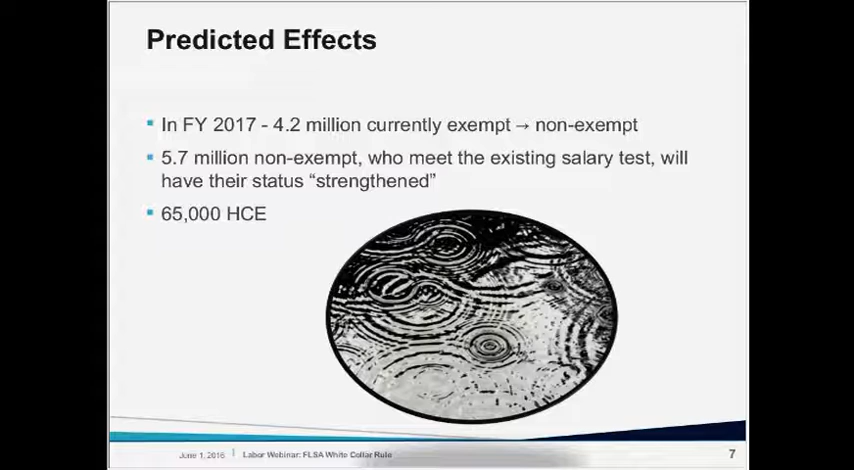 Predicted Effects
▪ In FY 2017 - 4.2 million currently exempt → non-exempt
▪ 5.7 million non-exempt, who meet the existing salary test, will
have their status “strengthened”
▪ 65,000 HCE
June 1, 2016 | Labor Webinar: FLSA White Collar Rule
7